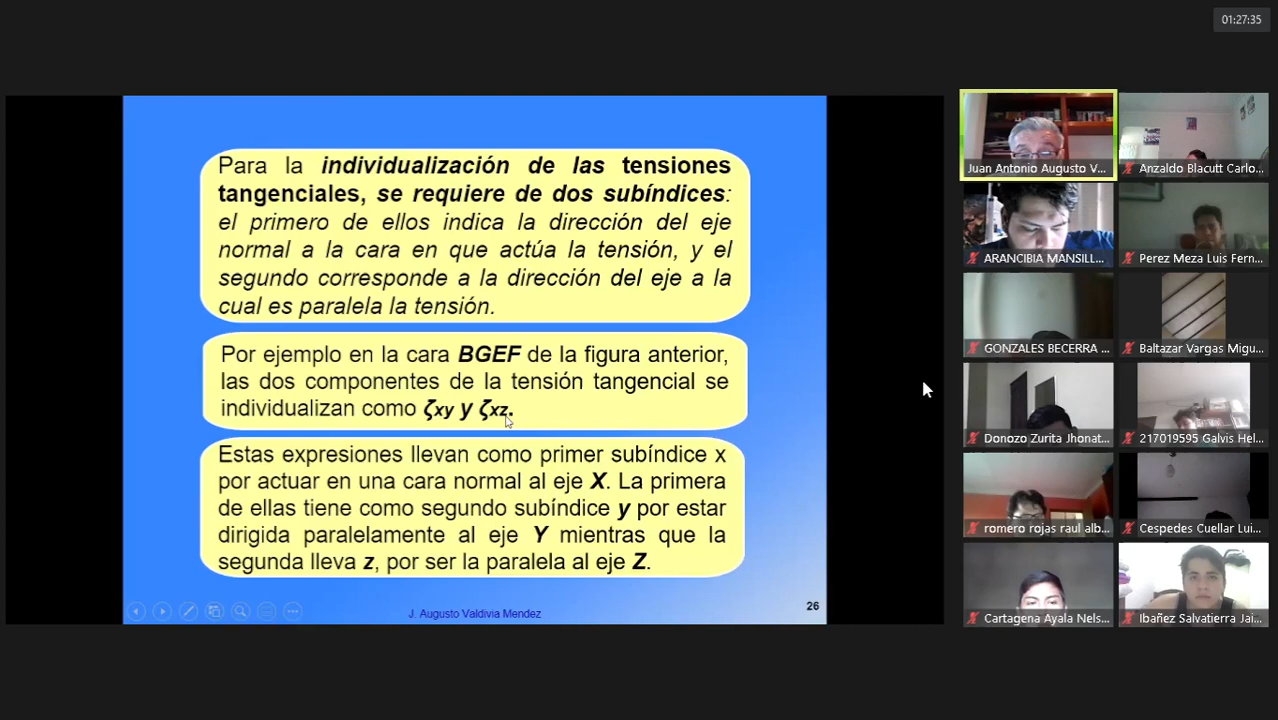 01:27:35
Para la individualización de las tensiones
tangenciales, se requiere de dos subíndices:
el primero de ellos indica la dirección del eje
normal a la cara en que actúa la tensión, y el
segundo corresponde a la dirección del eje a la
cual es paralela la tensión.
Por ejemplo en la cara BGEF de la figura anterior,
las dos componentes de la tensión tangencial se
individualizan como ζxy y ζxz.
Estas expresiones llevan como primer subíndice x
por actuar en una cara normal al eje X. La primera
de ellas tiene como segundo subíndice y por estar
dirigida paralelamente al eje Y mientras que la
segunda lleva z, por ser la paralela al eje Z.
J. Augusto Valdivia Mendez
26
Juan Antonio Augusto V...
Anzaldo Blacutt Carlo...
ARANCIBIA MANSILL...
Perez Meza Luis Fern...
GONZALES BECERRA ...
Baltazar Vargas Migu...
Donozo Zurita Jhonat...
217019595 Galvis Hel...
romero rojas raul alb...
Cespedes Cuellar Lui...
Cartagena Ayala Nels...
Ibañez Salvatierra Jai...